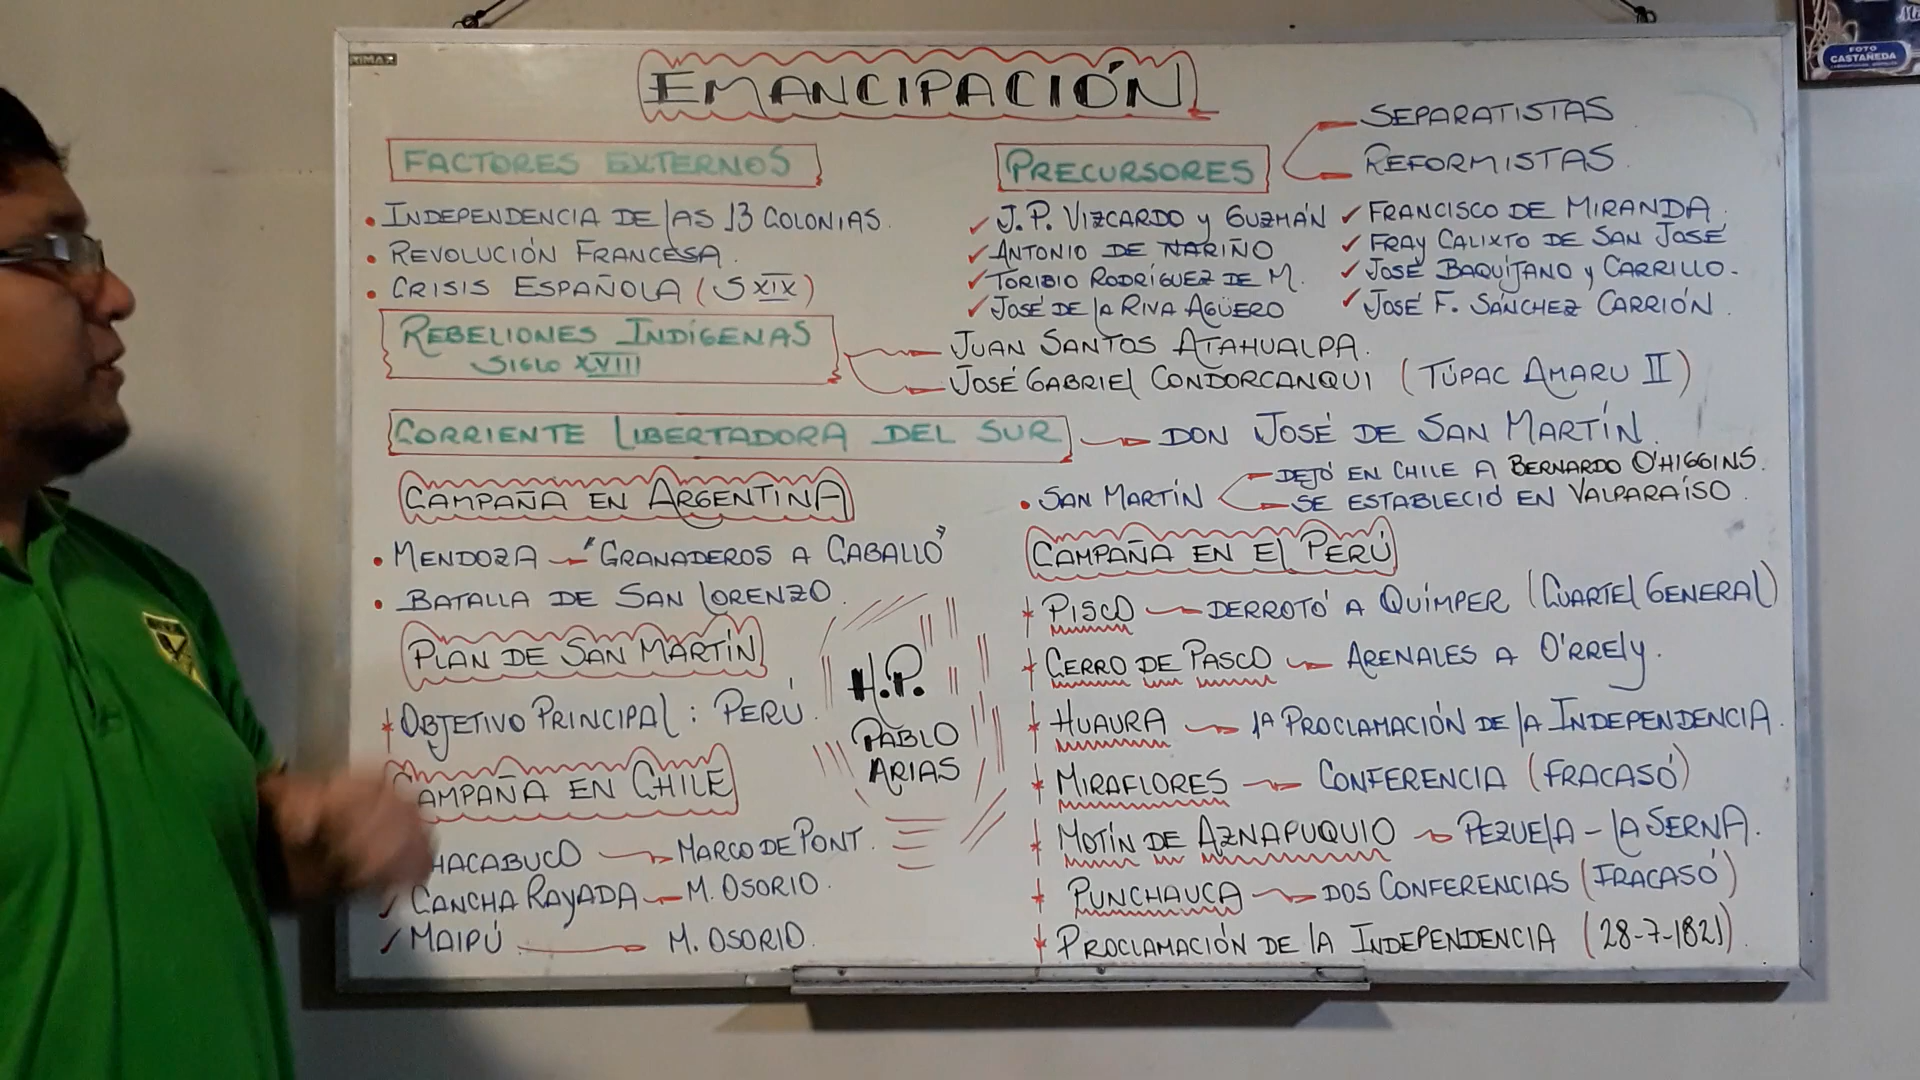 RIMAX
EMANCIPACIÓN
FACTORES EXTERNOS
• INDEPENDENCIA DE LAS 13 COLONIAS.
• REVOLUCIÓN FRANCESA.
• CRISIS ESPAÑOLA (S XIX)
PRECURSORES
SEPARATISTAS
REFORMISTAS.
✓ J.P. VIZCARDO Y GUZMÁN
✓ ANTONIO DE NARIÑO
✓ TORIBIO RODRÍGUEZ DE M.
✓ JOSÉ DE LA RIVA AGÜERO
✓ FRANCISCO DE MIRANDA.
✓ FRAY CALIXTO DE SAN JOSÉ
✓ JOSÉ BAQUÍJANO Y CARRILLO.
✓ JOSÉ F. SÁNCHEZ CARRIÓN.
REBELIONES INDÍGENAS
SIGLO XVIII
JUAN SANTOS ATAHUALPA.
JOSÉ GABRIEL CONDORCANQUI (TÚPAC AMARU II)
CORRIENTE LIBERTADORA DEL SUR → DON JOSÉ DE SAN MARTÍN.
CAMPAÑA EN ARGENTINA
• MENDOZA → "GRANADEROS A CABALLO"
• BATALLA DE SAN LORENZO.
PLAN DE SAN MARTÍN
* OBJETIVO PRINCIPAL: PERÚ.
CAMPAÑA EN CHILE
HACABUCO → MARCO DE PONT.
✓ CANCHA RAYADA → M. OSORIO.
✓ MAIPÚ → M. OSORIO.
H.P.
PABLO
ARIAS
• SAN MARTÍN
DEJÓ EN CHILE A BERNARDO O'HIGGINS.
SE ESTABLECIÓ EN VALPARAÍSO.
CAMPAÑA EN EL PERÚ
* PISCO → DERROTÓ A QUIMPER (CUARTEL GENERAL)
* CERRO DE PASCO → ARENALES A O'RRELY.
* HUAURA → 1A PROCLAMACIÓN DE LA INDEPENDENCIA.
* MIRAFLORES → CONFERENCIA (FRACASÓ)
* MOTÍN DE AZNAPUQUIO → PEZUELA - LA SERNA.
* PUNCHAUCA → DOS CONFERENCIAS (FRACASÓ)
* PROCLAMACIÓN DE LA INDEPENDENCIA (28-7-1821).
FOTO
CASTAÑEDA